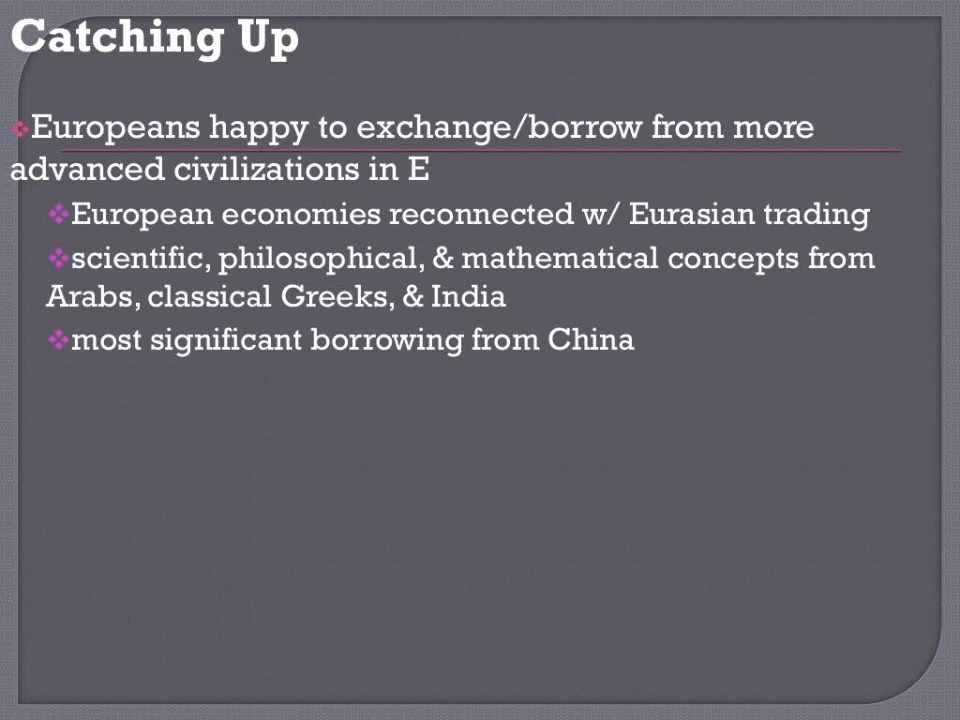 Catching Up
Europeans happy to exchange/borrow from more
advanced civilizations in E
European economies reconnected w/ Eurasian trading
scientific, philosophical, & mathematical concepts from
Arabs, classical Greeks, & India
most significant borrowing from China